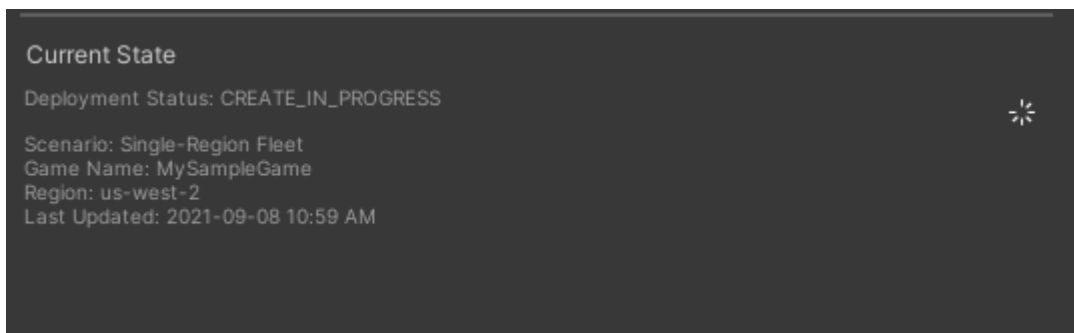 Current State
Deployment Status: CREATE_IN_PROGRESS
Scenario: Single-Region Fleet
Game Name: MySampleGame
Region: us-west-2
Last Updated: 2021-09-08 10:59 AM